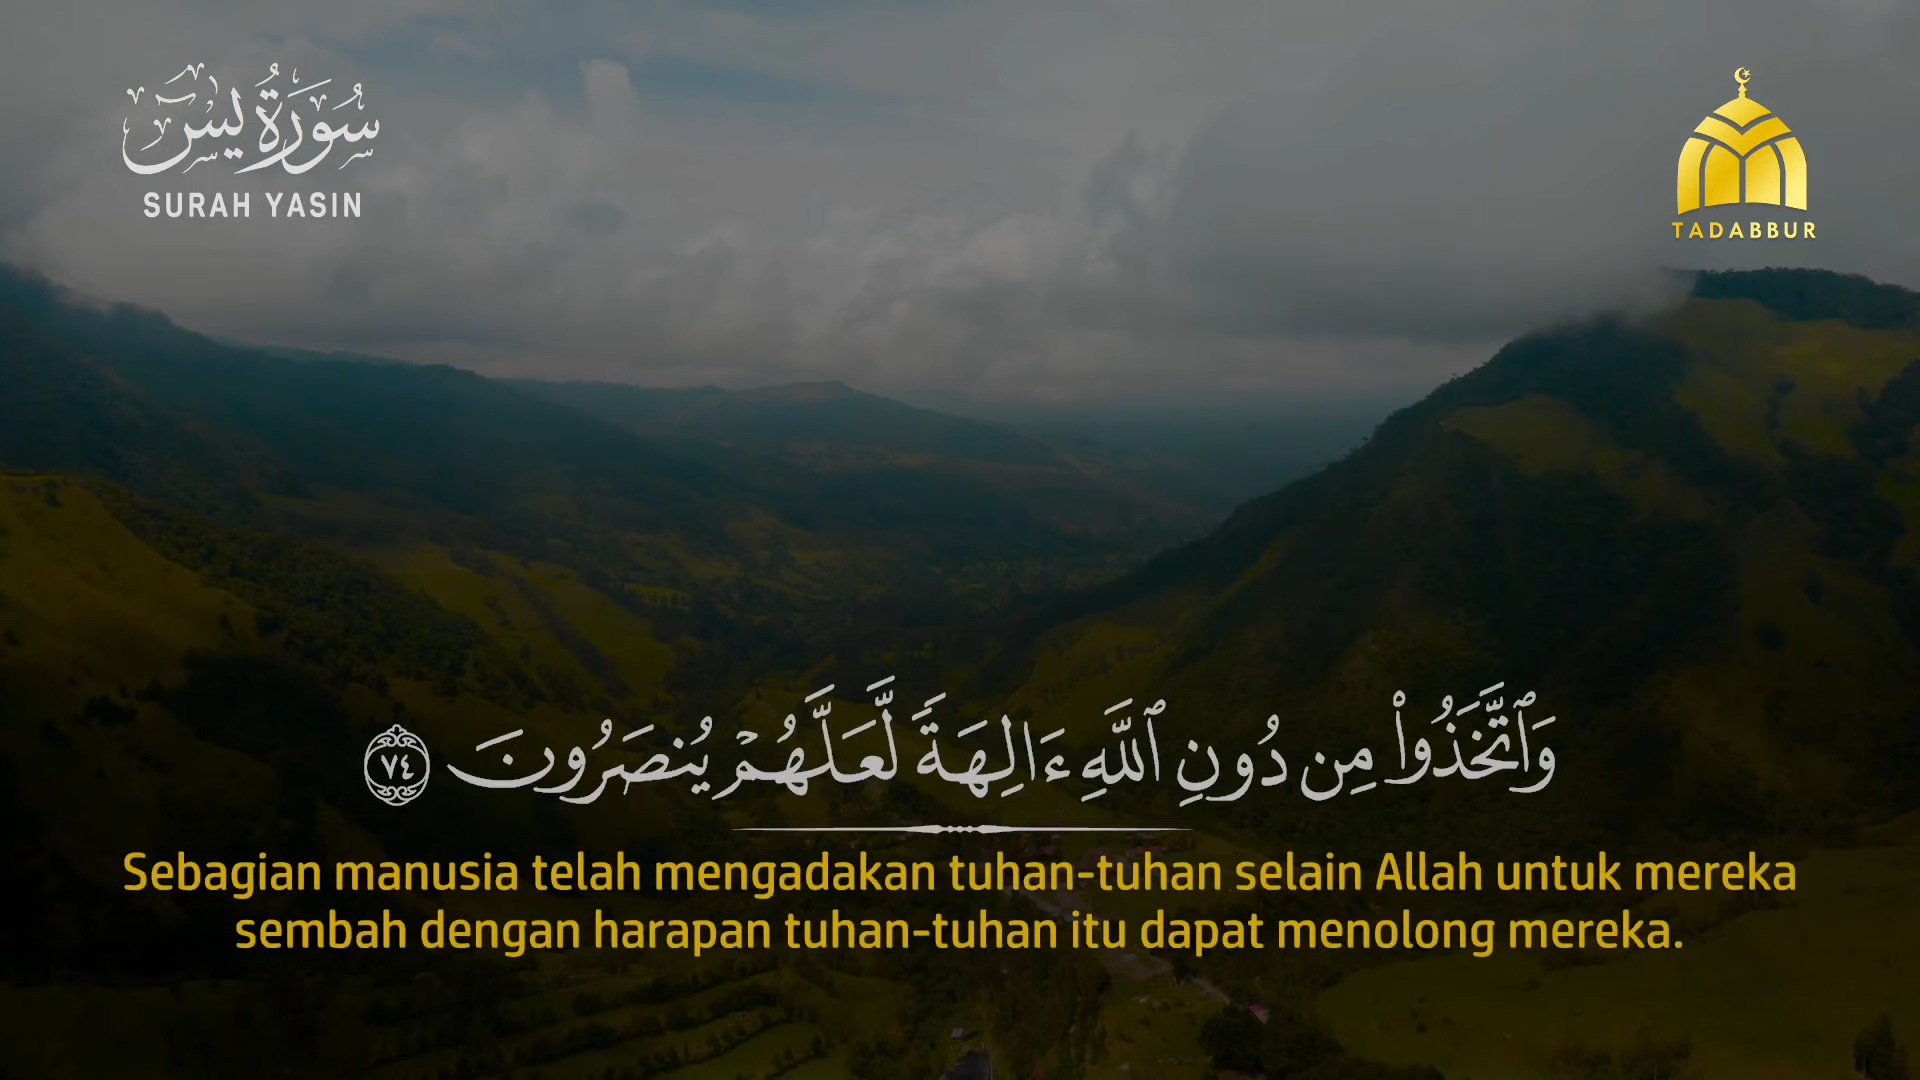 سُورَةُ يسٓ
SURAH YASIN
TADABBUR
وَٱتَّخَذُوا۟ مِن دُونِ ٱللَّهِ ءَالِهَةً لَّعَلَّهُمْ يُنصَرُونَ ٧٤
Sebagian manusia telah mengadakan tuhan-tuhan selain Allah untuk mereka
sembah dengan harapan tuhan-tuhan itu dapat menolong mereka.